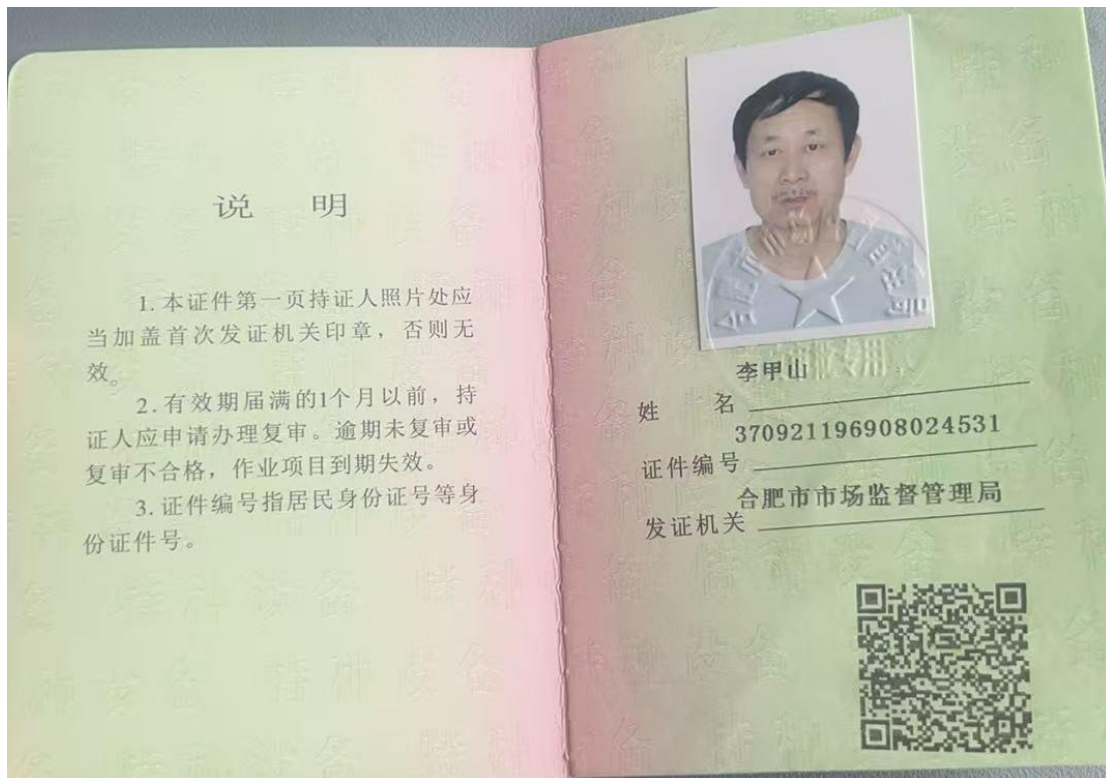 说 明
1.本证件第一页持证人照片处应
当加盖首次发证机关印章，否则无
效。
2.有效期届满的1个月以前，持
证人应申请办理复审。逾期未复审或
复审不合格，作业项目到期失效。
3.证件编号指居民身份证号等身
份证件号。
李甲山
姓 名
370921196908024531
证件编号
合肥市市场监督管理局
发证机关